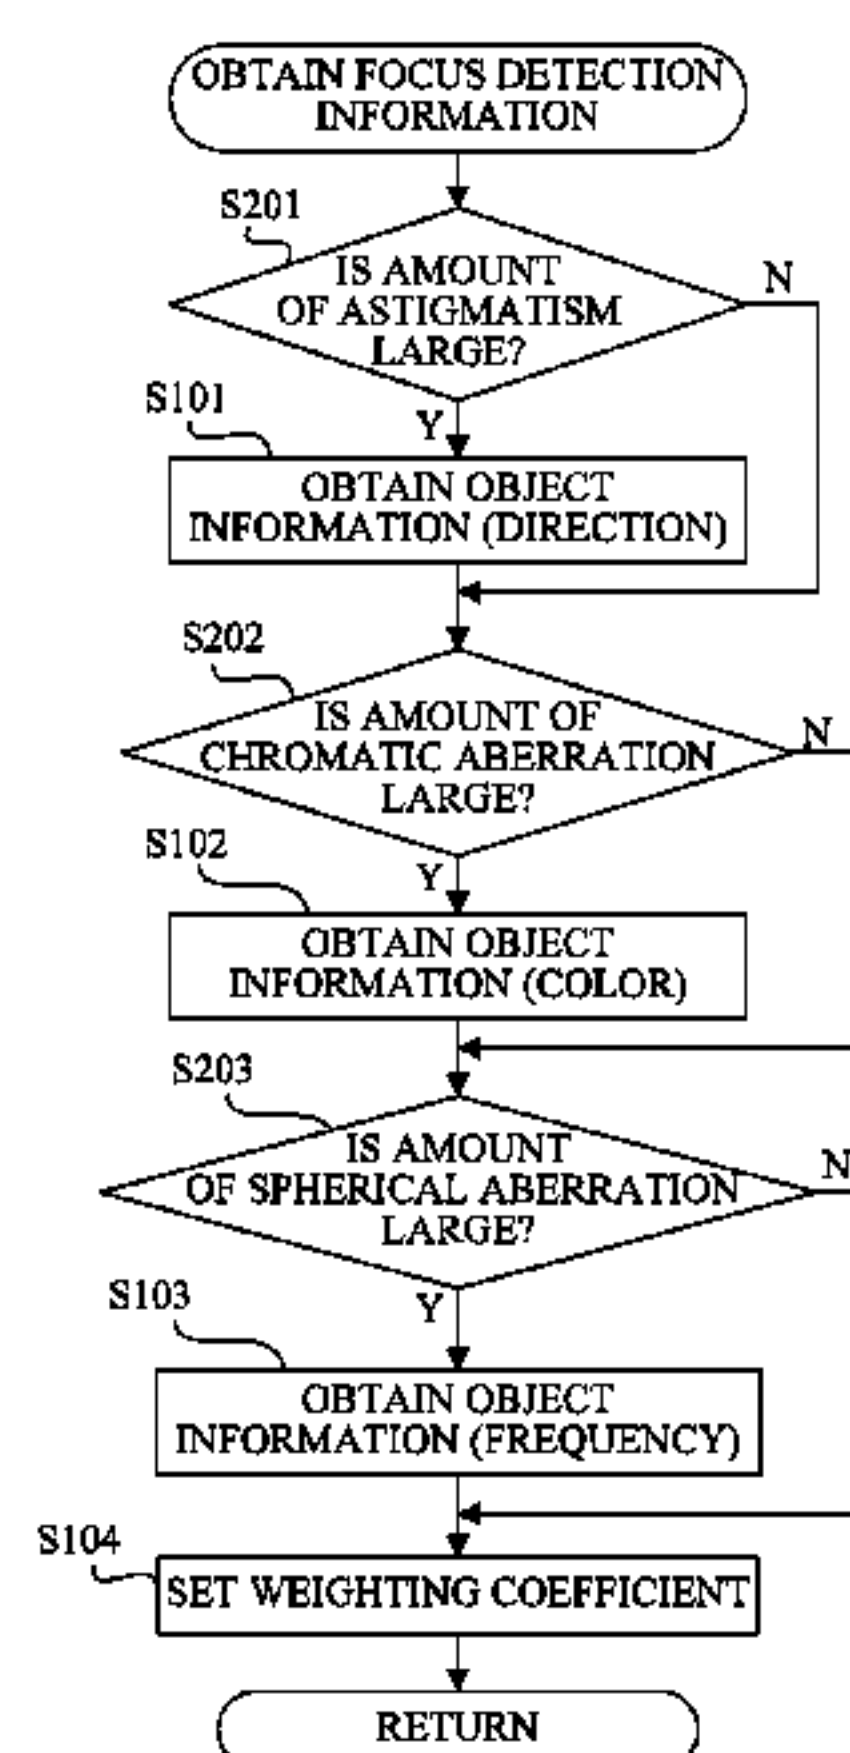 OBTAIN FOCUS DETECTION
INFORMATION
S201
IS AMOUNT
OF ASTIGMATISM
LARGE?
N
S101
Y
OBTAIN OBJECT
INFORMATION (DIRECTION)
S202
IS AMOUNT OF
CHROMATIC ABERRATION
LARGE?
N
S102
Y
OBTAIN OBJECT
INFORMATION (COLOR)
S203
IS AMOUNT
OF SPHERICAL ABERRATION
LARGE?
N
S103
Y
OBTAIN OBJECT
INFORMATION (FREQUENCY)
S104
SET WEIGHTING COEFFICIENT
RETURN